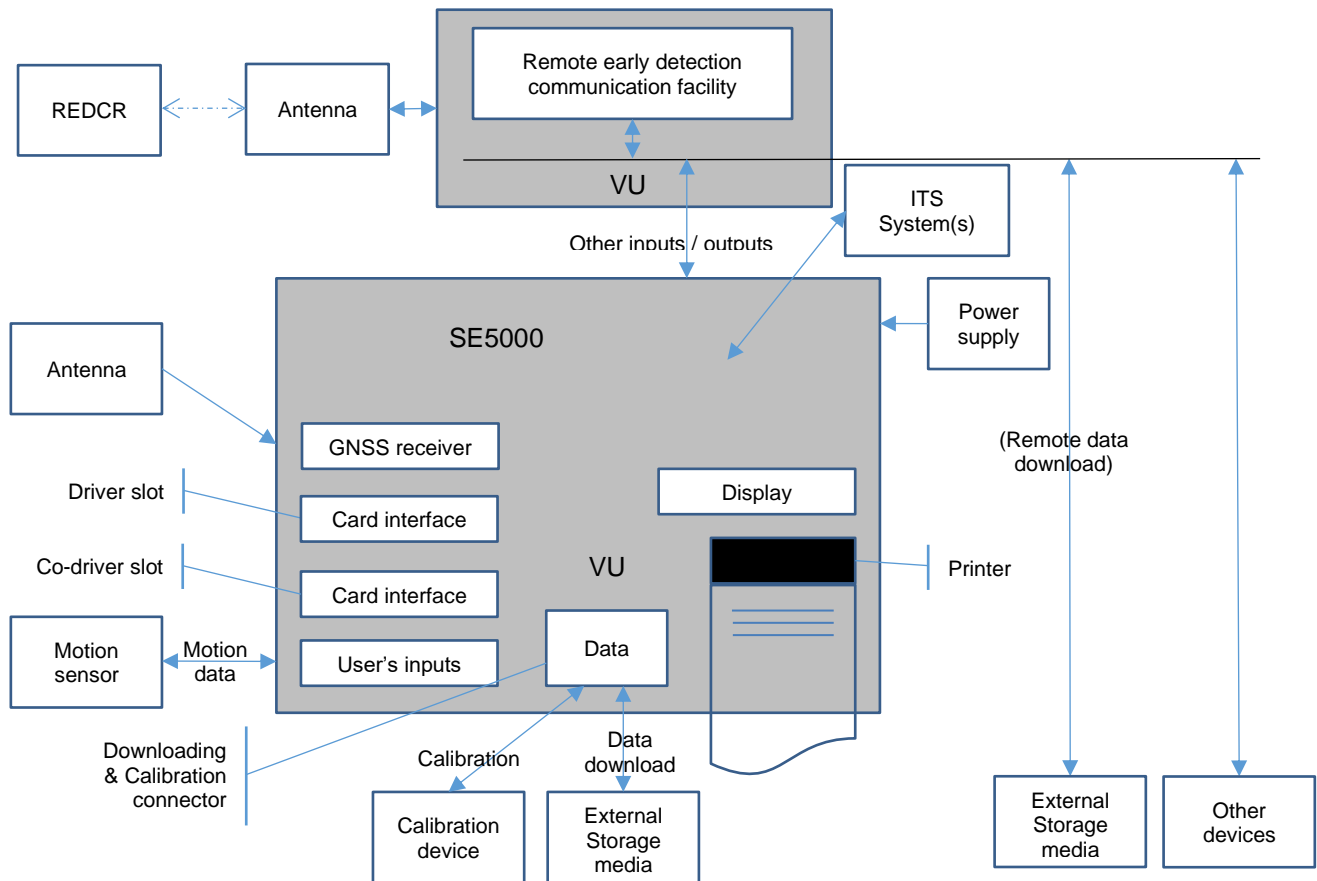 Remote early detection
communication facility
REDCR
Antenna
VU
ITS
System(s)
Other inputs / outputs
Power
supply
SE5000
Antenna
GNSS receiver
(Remote data
download)
Driver slot
Display
Card interface
Co-driver slot
VU
Printer
Card interface
Motion
sensor
Motion
data
User's inputs
Data
Downloading
& Calibration
connector
Calibration
Data
download
Calibration
device
External
Storage
media
External
Storage
media
Other
devices